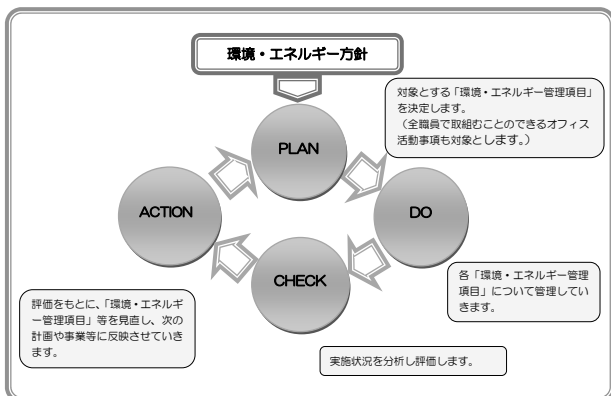 環境・エネルギー方針
対象とする「環境・エネルギー管理項目」
を決定します。
（全職員で取組むことのできるオフィス
活動事項も対象とします。）
PLAN
ACTION
DO
CHECK
各「環境・エネルギー管理
項目」について管理してい
きます。
評価をもとに、「環境・エネルギ
ー管理項目」等を見直し、次の
計画や事業等に反映させていき
ます。
実施状況を分析し評価します。